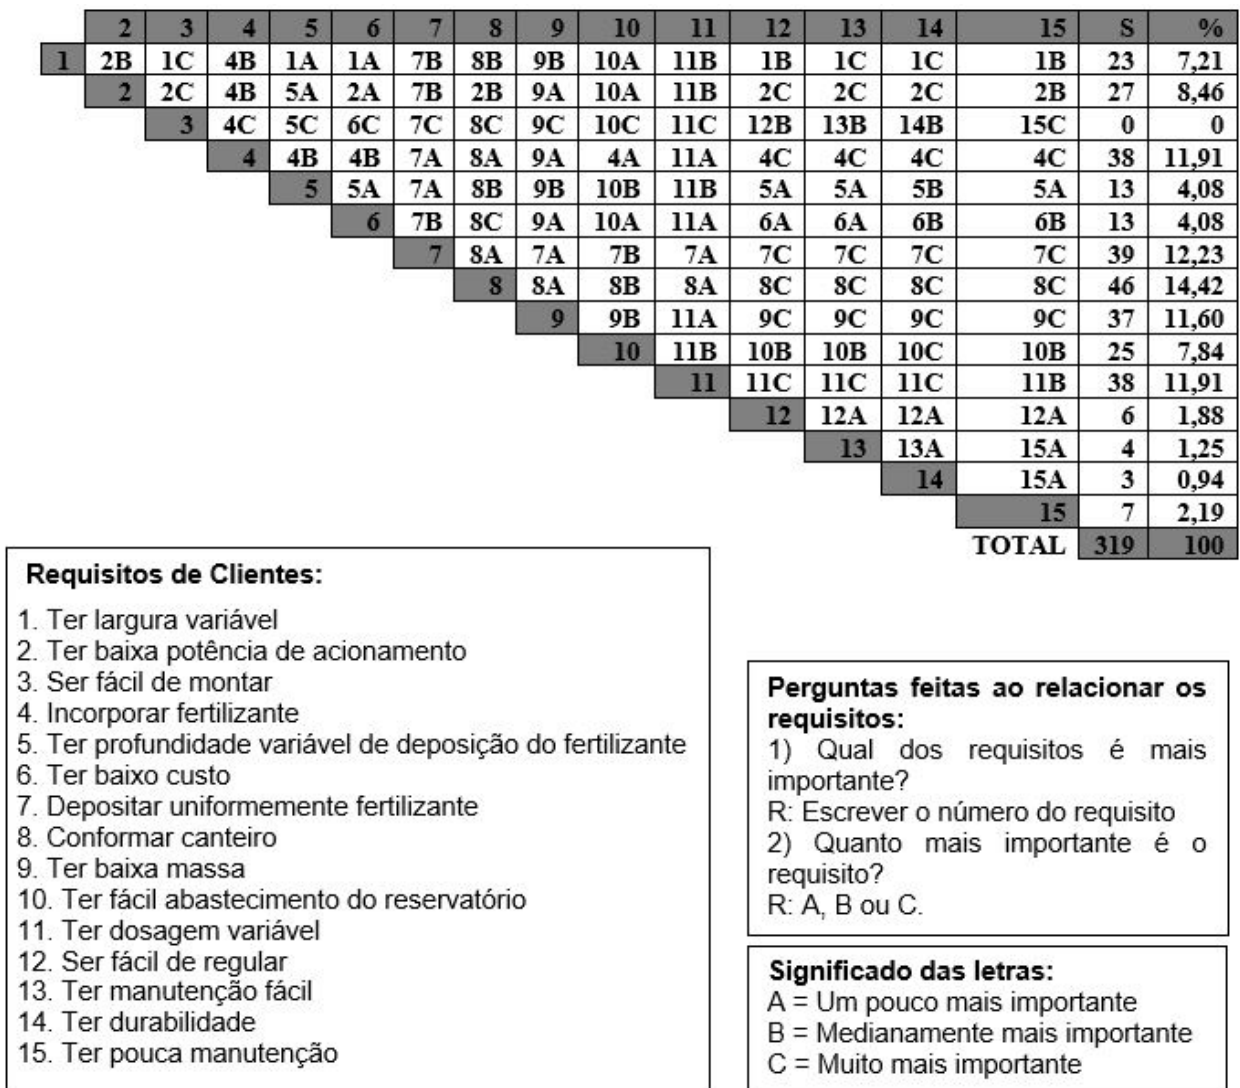 2 3 4 5 6 7 8 9 10 11 12 13 14 15 S %
1 2B 1C 4B 1A 1A 7B 8B 9B 10A 11B 1B 1C 1C 1B 23 7,21
2 2C 4B 5A 2A 7B 2B 9A 10A 11B 2C 2C 2C 2B 27 8,46
3 4C 5C 6C 7C 8C 9C 10C 11C 12B 13B 14B 15C 0 0
4 4B 4B 7A 8A 9A 4A 11A 4C 4C 4C 4C 38 11,91
5 5A 7A 8B 9B 10B 11B 5A 5A 5B 5A 13 4,08
6 7B 8C 9A 10A 11A 6A 6A 6B 6B 13 4,08
7 8A 7A 7B 7A 7C 7C 7C 7C 39 12,23
8 8A 8B 8A 8C 8C 8C 8C 46 14,42
9 9B 11A 9C 9C 9C 9C 37 11,60
10 11B 10B 10B 10C 10B 25 7,84
11 11C 11C 11C 11B 38 11,91
12 12A 12A 12A 6 1,88
13 13A 15A 4 1,25
14 15A 3 0,94
15 7 2,19
TOTAL 319 100
Requisitos de Clientes:
1. Ter largura variável
2. Ter baixa potência de acionamento
3. Ser fácil de montar
4. Incorporar fertilizante
5. Ter profundidade variável de deposição do fertilizante
6. Ter baixo custo
7. Depositar uniformemente fertilizante
8. Conformar canteiro
9. Ter baixa massa
10. Ter fácil abastecimento do reservatório
11. Ter dosagem variável
12. Ser fácil de regular
13. Ter manutenção fácil
14. Ter durabilidade
15. Ter pouca manutenção
Perguntas feitas ao relacionar os
requisitos:
1) Qual dos requisitos é mais
importante?
R: Escrever o número do requisito
2) Quanto mais importante é o
requisito?
R: A, B ou C.
Significado das letras:
A = Um pouco mais importante
B = Medianamente mais importante
C = Muito mais importante